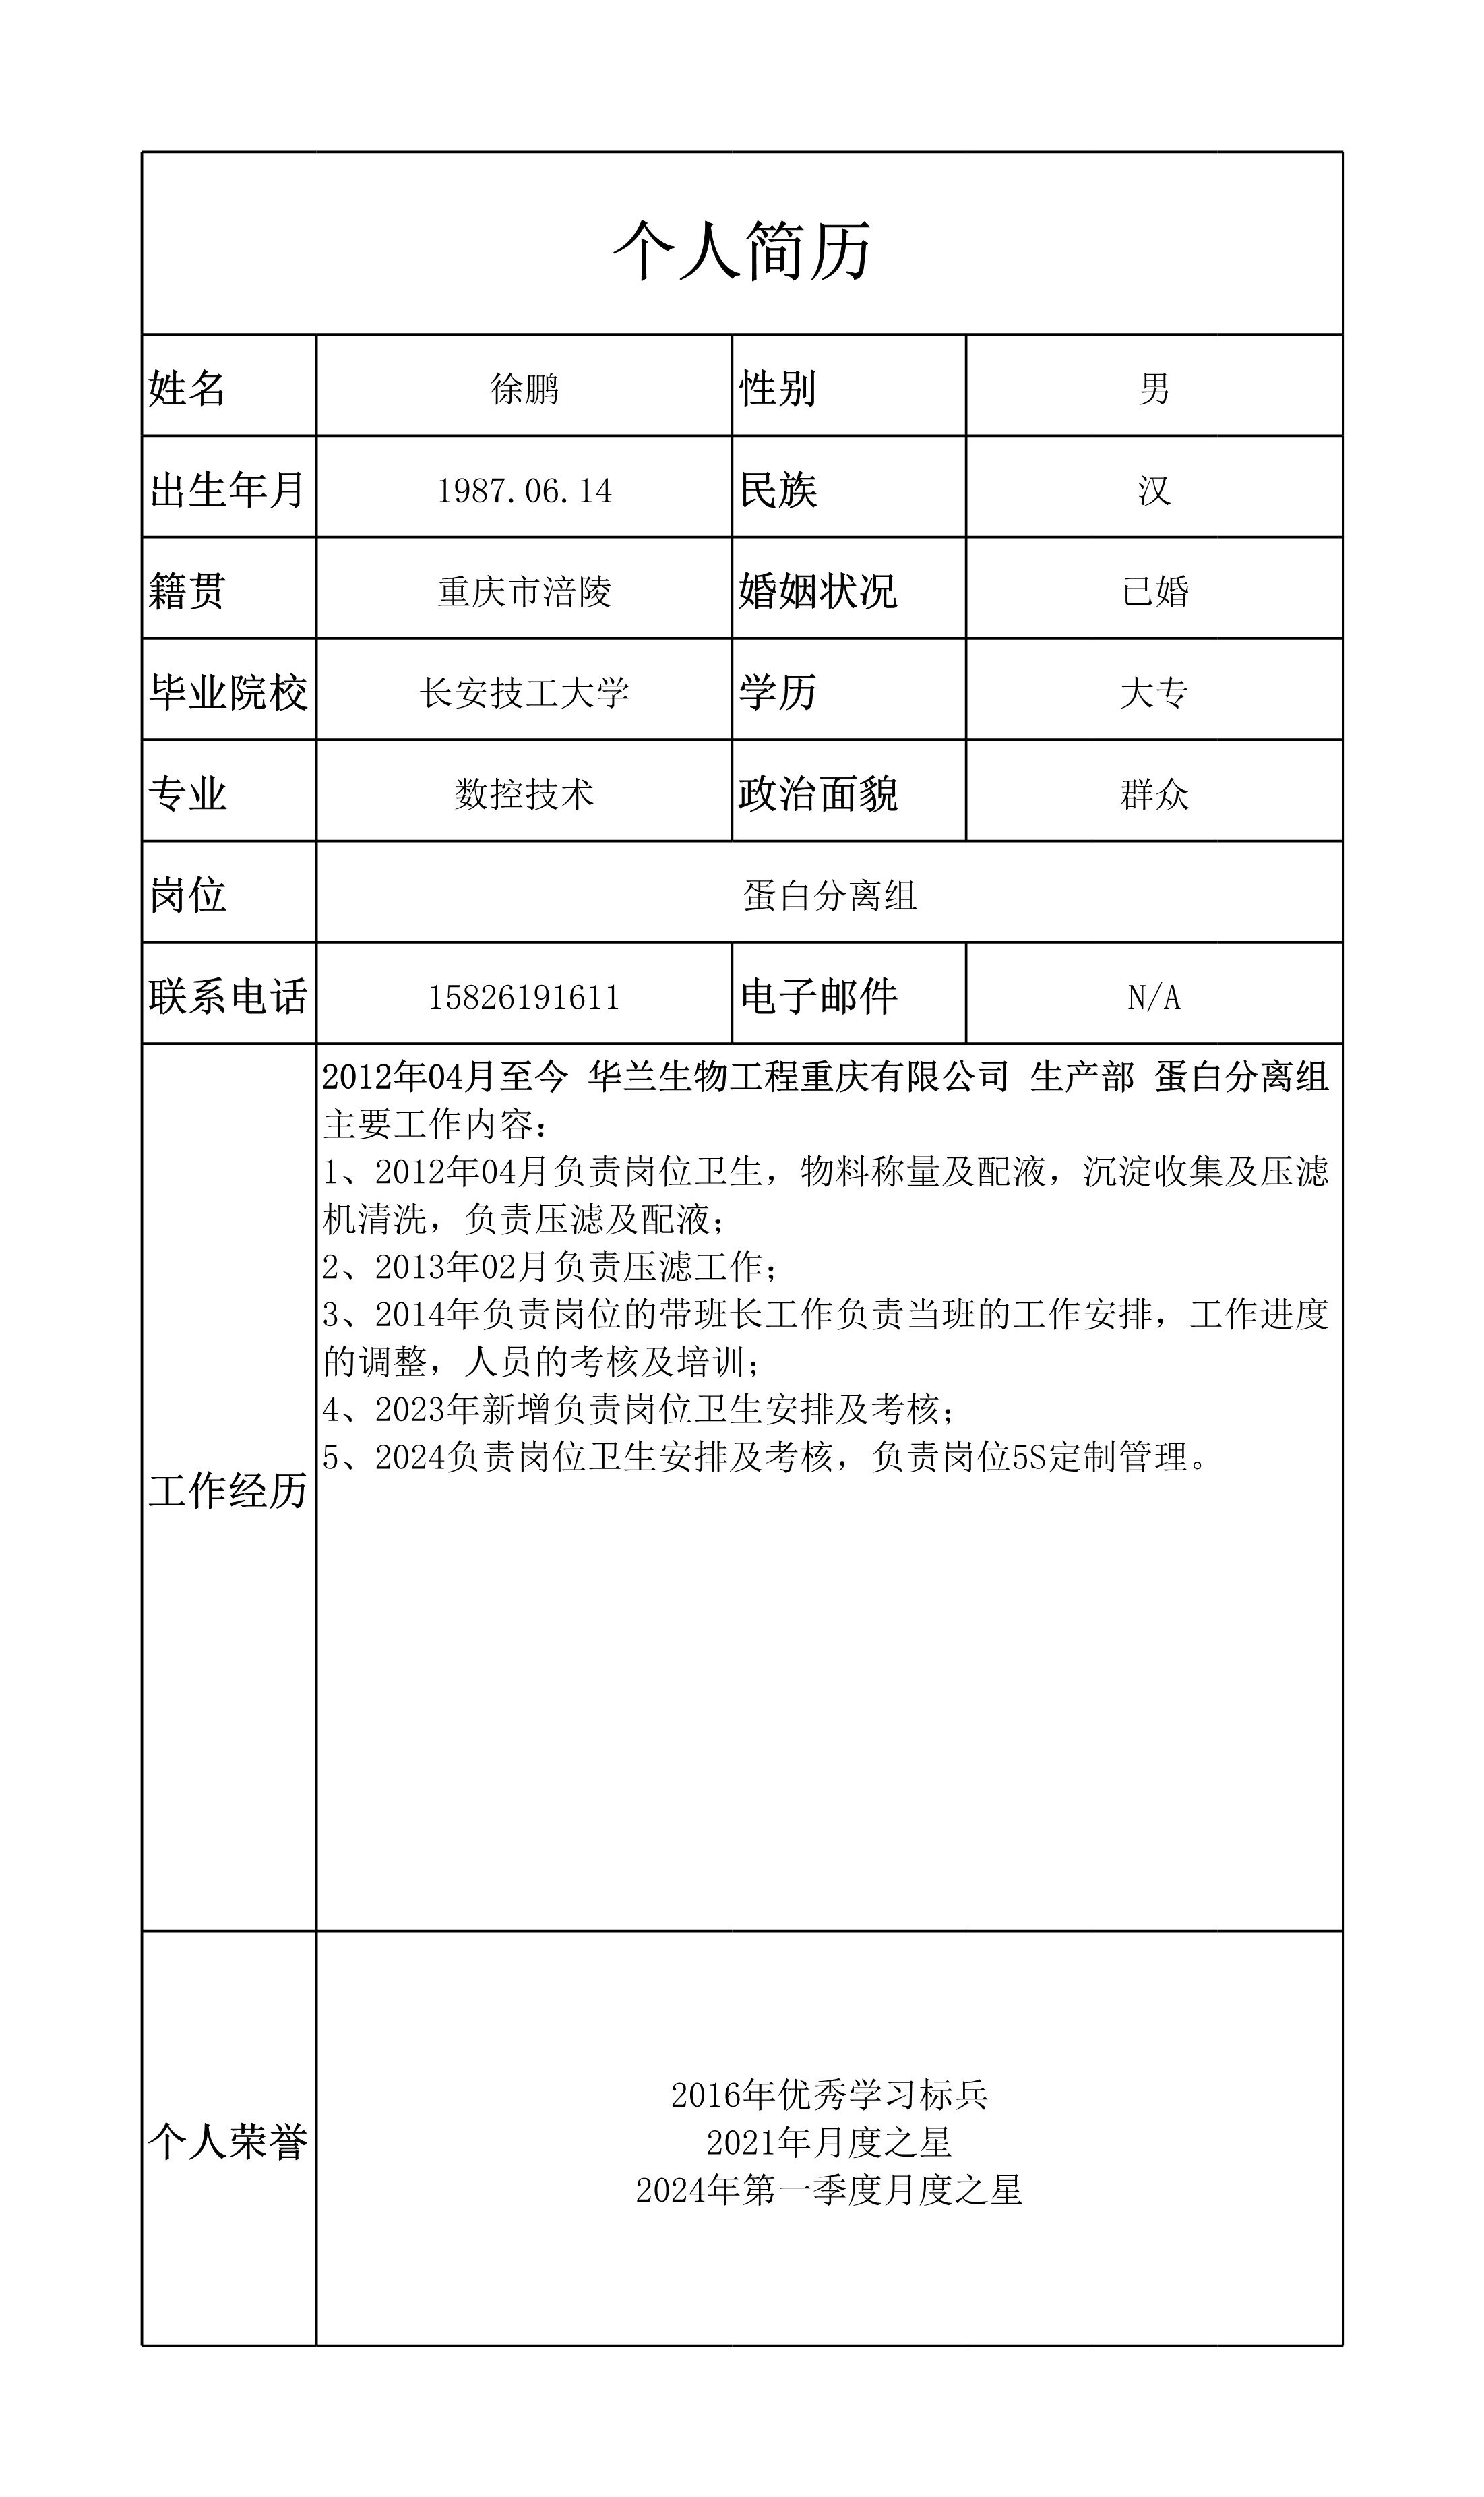 个人简历
姓名 徐鹏 性别 男
出生年月 1987.06.14 民族 汉
籍贯 重庆市涪陵 婚姻状况 已婚
毕业院校 长安技工大学 学历 大专
专业 数控技术 政治面貌 群众
岗位 蛋白分离组
联系电话 15826191611 电子邮件 N/A
工作经历
2012年04月至今 华兰生物工程重庆有限公司 生产部 蛋白分离组
主要工作内容：
1、2012年04月负责岗位卫生，物料称量及配液，沉淀收集及压滤
机清洗，负责压滤及配液；
2、2013年02月负责压滤工作；
3、2014年负责岗位的带班长工作负责当班的工作安排，工作进度
的调整，人员的考核及培训；
4、2023年新增负责岗位卫生安排及考核；
5、2024负责岗位卫生安排及考核，负责岗位5S定制管理。
个人荣誉
2016年优秀学习标兵
2021年月度之星
2024年第一季度月度之星